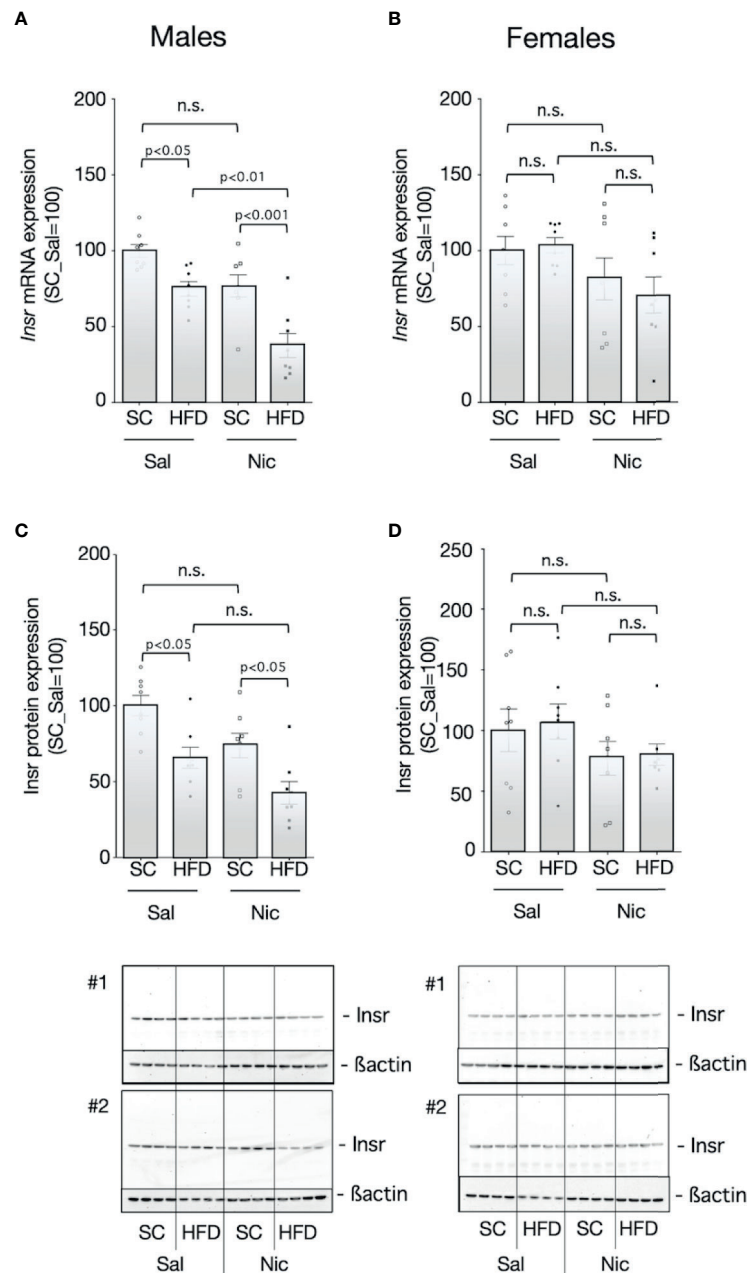 A
Males
200
150
100
50
0
Insr mRNA expression
(SC_Sal=100)
n.s.
p<0.05
p<0.01
p<0.001
SC HFD SC HFD
Sal Nic
B
Females
200
150
100
50
0
Insr mRNA expression
(SC_Sal=100)
n.s.
n.s.
n.s.
n.s.
SC HFD SC HFD
Sal Nic
C
200
150
100
50
0
Insr protein expression
(SC_Sal=100)
n.s.
n.s.
p<0.05
p<0.05
SC HFD SC HFD
Sal Nic
D
250
200
150
100
50
0
Insr protein expression
(SC_Sal=100)
n.s.
n.s.
n.s.
n.s.
SC HFD SC HFD
Sal Nic
#1
- Insr
- ßactin
#2
- Insr
- ßactin
SC HFD SC HFD
Sal Nic
#1
- Insr
- ßactin
#2
- Insr
- ßactin
SC HFD SC HFD
Sal Nic